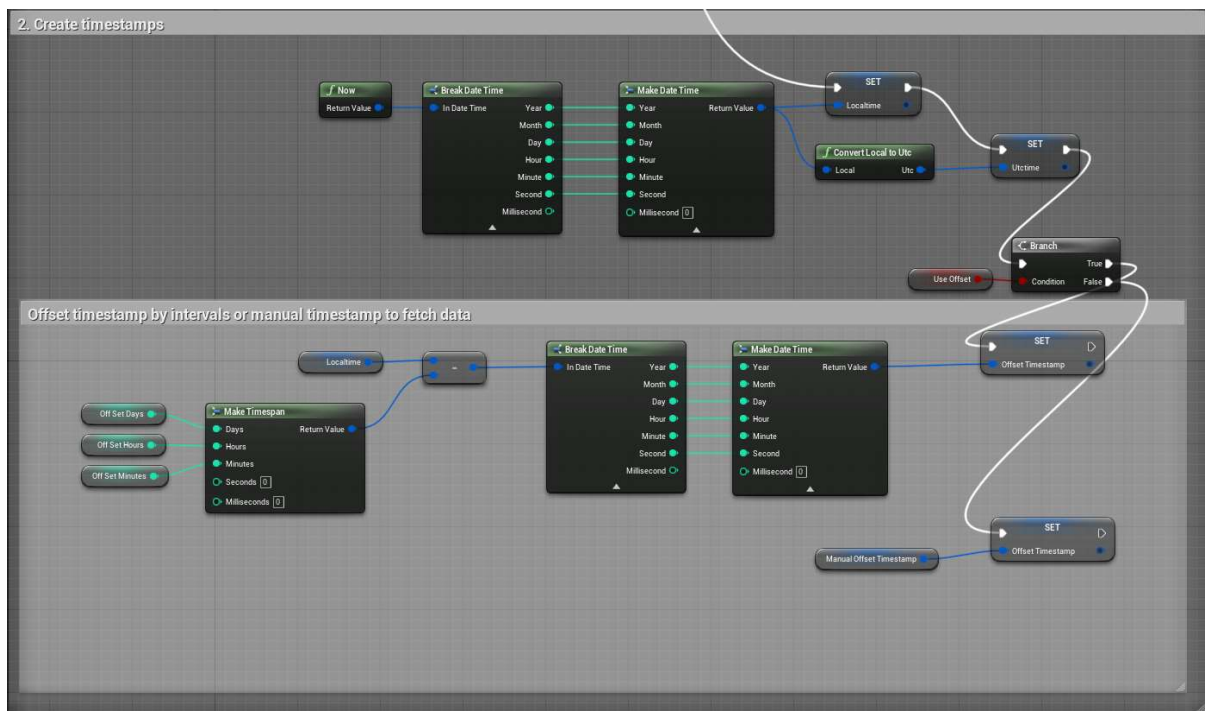 2. Create timestamps
SET
Localtime
Now
Return Value
Break Date Time
In Date Time
Year
Month
Day
Hour
Minute
Second
Millisecond
Make Date Time
Year
Return Value
Month
Day
Hour
Minute
Second
Millisecond 0
Convert Local to Utc
Local
Utc
SET
Utctime
Branch
True
Condition
False
Use Offset
Offset timestamp by intervals or manual timestamp to fetch data
Localtime
-
Off Set Days
Off Set Hours
Off Set Minutes
Make Timespan
Days
Return Value
Hours
Minutes
Seconds 0
Milliseconds 0
Break Date Time
In Date Time
Year
Month
Day
Hour
Minute
Second
Millisecond
Make Date Time
Year
Return Value
Month
Day
Hour
Minute
Second
Millisecond 0
SET
Offset Timestamp
Manual Offset Timestamp
SET
Offset Timestamp